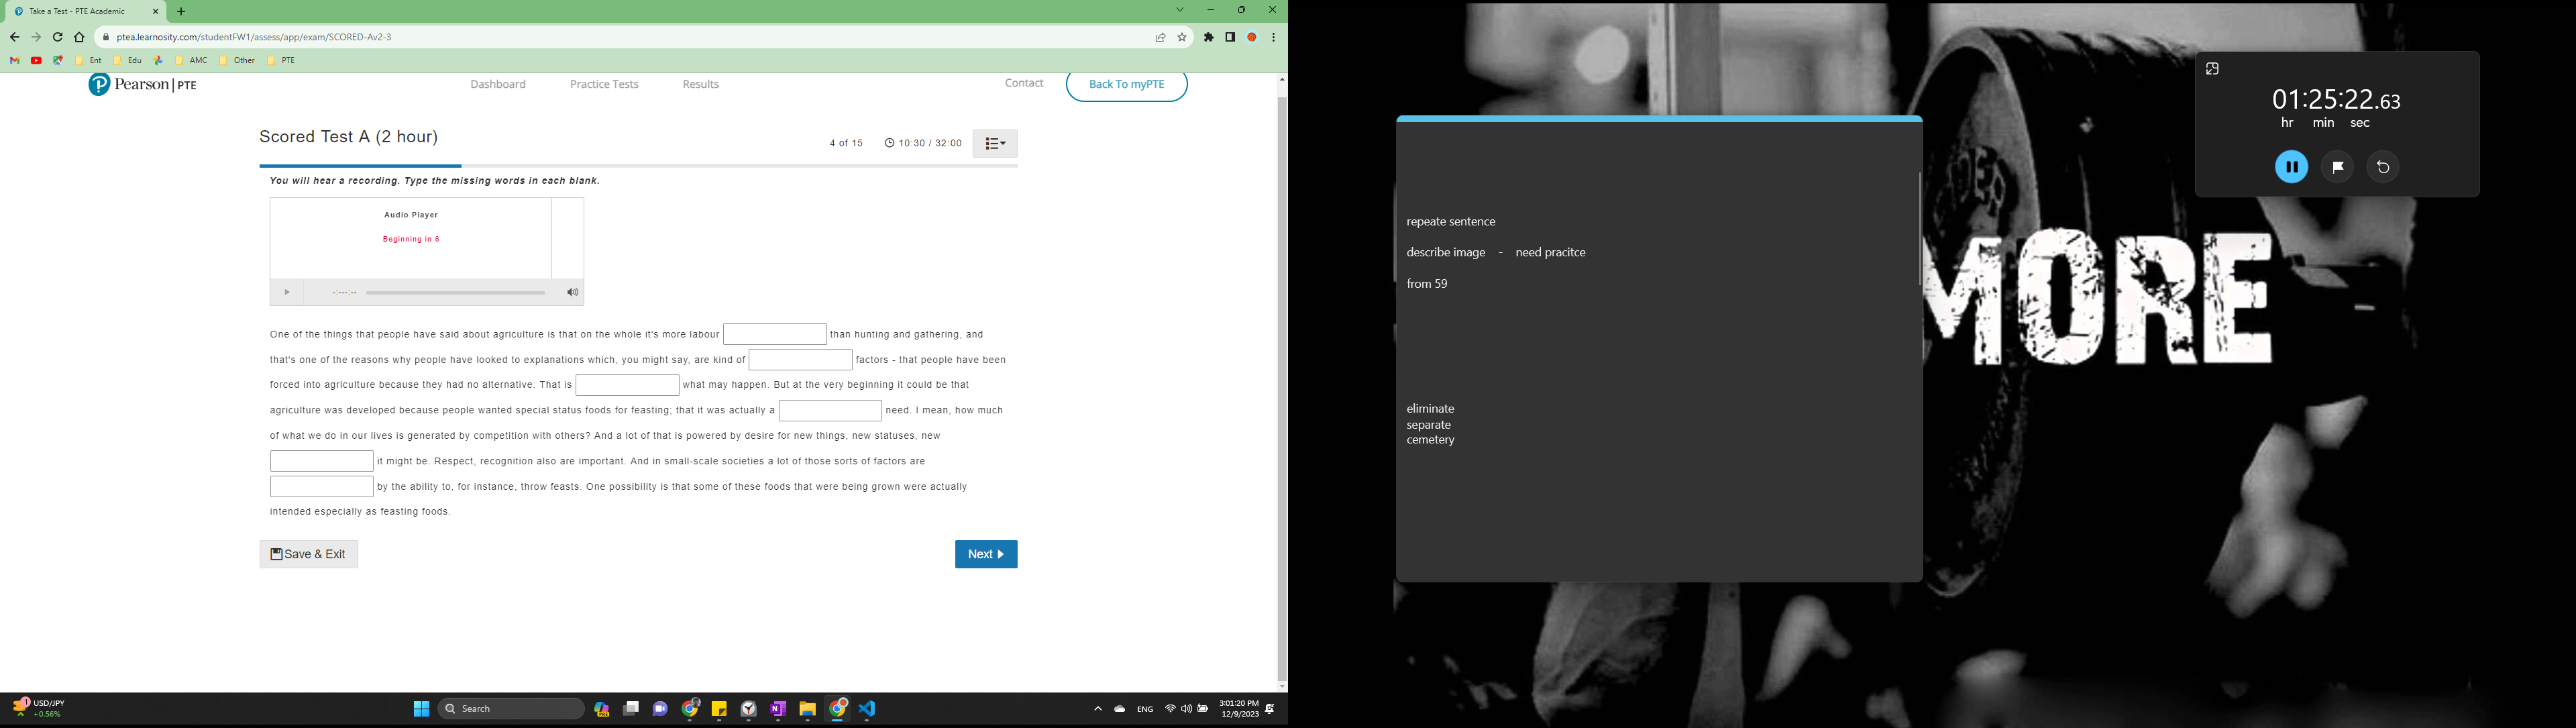 Take a Test - PTE Academic
ptea.learnosity.com/studentFW1/assess/app/exam/SCORED-Av2-3
Ent Edu AMC Other PTE
Pearson | PTE
Dashboard Practice Tests Results Contact Back To myPTE
Scored Test A (2 hour)
4 of 15 10:30 / 32:00
You will hear a recording. Type the missing words in each blank.
Audio Player
Beginning in 6
-:--:--
One of the things that people have said about agriculture is that on the whole it's more labour than hunting and gathering, and
that's one of the reasons why people have looked to explanations which, you might say, are kind of factors - that people have been
forced into agriculture because they had no alternative. That is what may happen. But at the very beginning it could be that
agriculture was developed because people wanted special status foods for feasting; that it was actually a need. I mean, how much
of what we do in our lives is generated by competition with others? And a lot of that is powered by desire for new things, new statuses, new
it might be. Respect, recognition also are important. And in small-scale societies a lot of those sorts of factors are
by the ability to, for instance, throw feasts. One possibility is that some of these foods that were being grown were actually
intended especially as feasting foods.
Save & Exit
Next
1
USD/JPY
+0.56%
Search
ENG
3:01:20 PM
12/9/2023
01:25:22.63
hr min sec
repeate sentence
describe image - need pracitce
from 59
eliminate
separate
cemetery
MORE